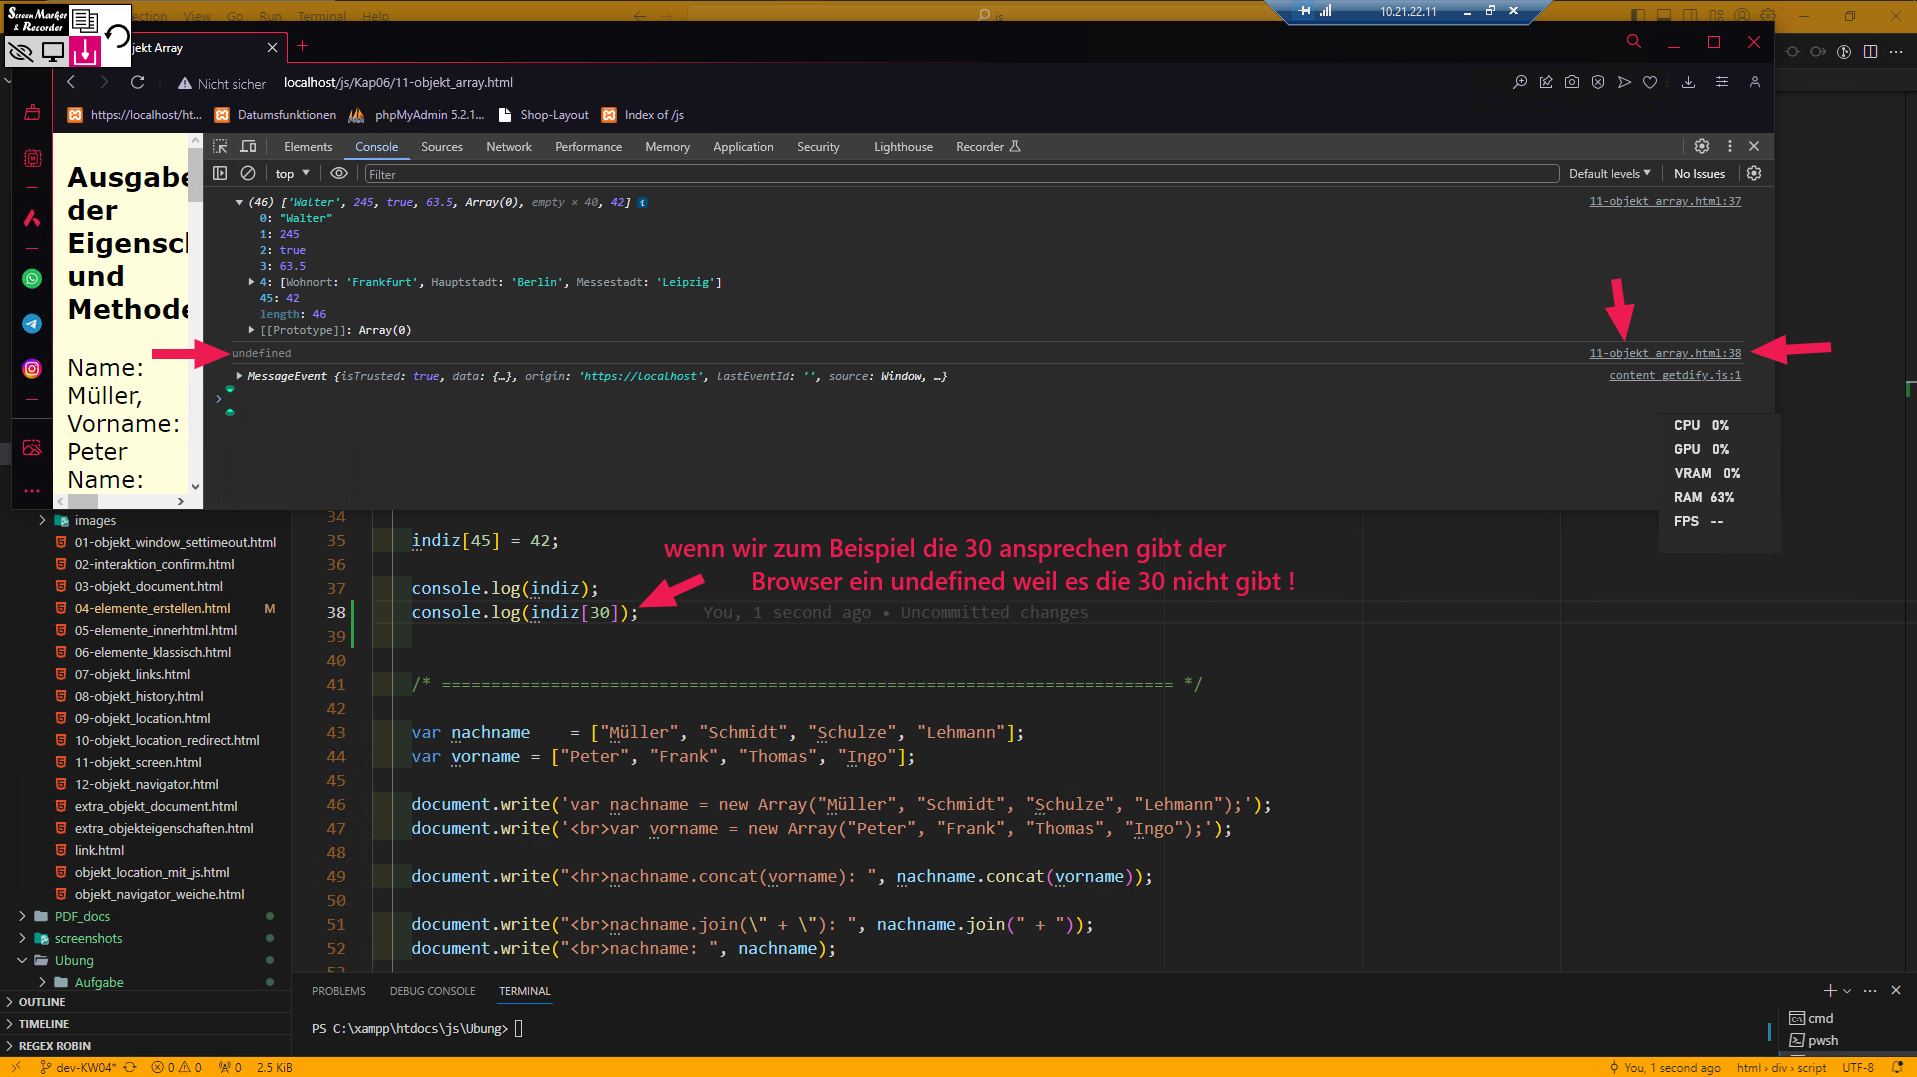 Screen Marker
& Recorder
ection View Go Run Terminal Help
js
10.21.22.11
jekt Array
Nicht sicher localhost/js/Kap06/11-objekt_array.html
https://localhost/ht... Datumsfunktionen phpMyAdmin 5.2.1... Shop-Layout Index of /js
Elements Console Sources Network Performance Memory Application Security Lighthouse Recorder
top Filter Default levels No Issues
Ausgabe
der
Eigensch
und
Methode
Name:
Müller,
Vorname:
Peter
Name:
(46) ['Walter', 245, true, 63.5, Array(0), empty × 40, 42] 11-objekt array.html:37
0: "Walter"
1: 245
2: true
3: 63.5
4: [Wohnort: 'Frankfurt', Hauptstadt: 'Berlin', Messestadt: 'Leipzig']
45: 42
length: 46
[[Prototype]]: Array(0)
undefined 11-objekt array.html:38
MessageEvent {isTrusted: true, data: {…}, origin: 'https://localhost', lastEventId: '', source: Window, …} content getdify.js:1
CPU 0%
GPU 0%
VRAM 0%
RAM 63%
FPS --
images
01-objekt_window_settimeout.html
02-interaktion_confirm.html
03-objekt_document.html
04-elemente_erstellen.html M
05-elemente_innerhtml.html
06-elemente_klassisch.html
07-objekt_links.html
08-objekt_history.html
09-objekt_location.html
10-objekt_location_redirect.html
11-objekt_screen.html
12-objekt_navigator.html
extra_objekt_document.html
extra_objekteigenschaften.html
link.html
objekt_location_mit_js.html
objekt_navigator_weiche.html
PDF_docs
screenshots
Ubung
Aufgabe
OUTLINE
TIMELINE
REGEX ROBIN
34
35 indiz[45] = 42;
wenn wir zum Beispiel die 30 ansprechen gibt der
36
Browser ein undefined weil es die 30 nicht gibt !
37 console.log(indiz);
38 console.log(indiz[30]); You, 1 second ago • Uncommitted changes
39
40
41 /* ========================================================================== */
42
43 var nachname = ["Müller", "Schmidt", "Schulze", "Lehmann"];
44 var vorname = ["Peter", "Frank", "Thomas", "Ingo"];
45
46 document.write('var nachname = new Array("Müller", "Schmidt", "Schulze", "Lehmann");');
47 document.write('<br>var vorname = new Array("Peter", "Frank", "Thomas", "Ingo");');
48
49 document.write("<hr>nachname.concat(vorname): ", nachname.concat(vorname));
50
51 document.write("<br>nachname.join(\" + \"): ", nachname.join(" + "));
52 document.write("<br>nachname: ", nachname);
PROBLEMS DEBUG CONSOLE TERMINAL
PS C:\xampp\htdocs\js\Ubung>
cmd
pwsh
dev-KW04* 0 0 0 2.5 KiB You, 1 second ago html › div › script UTF-8